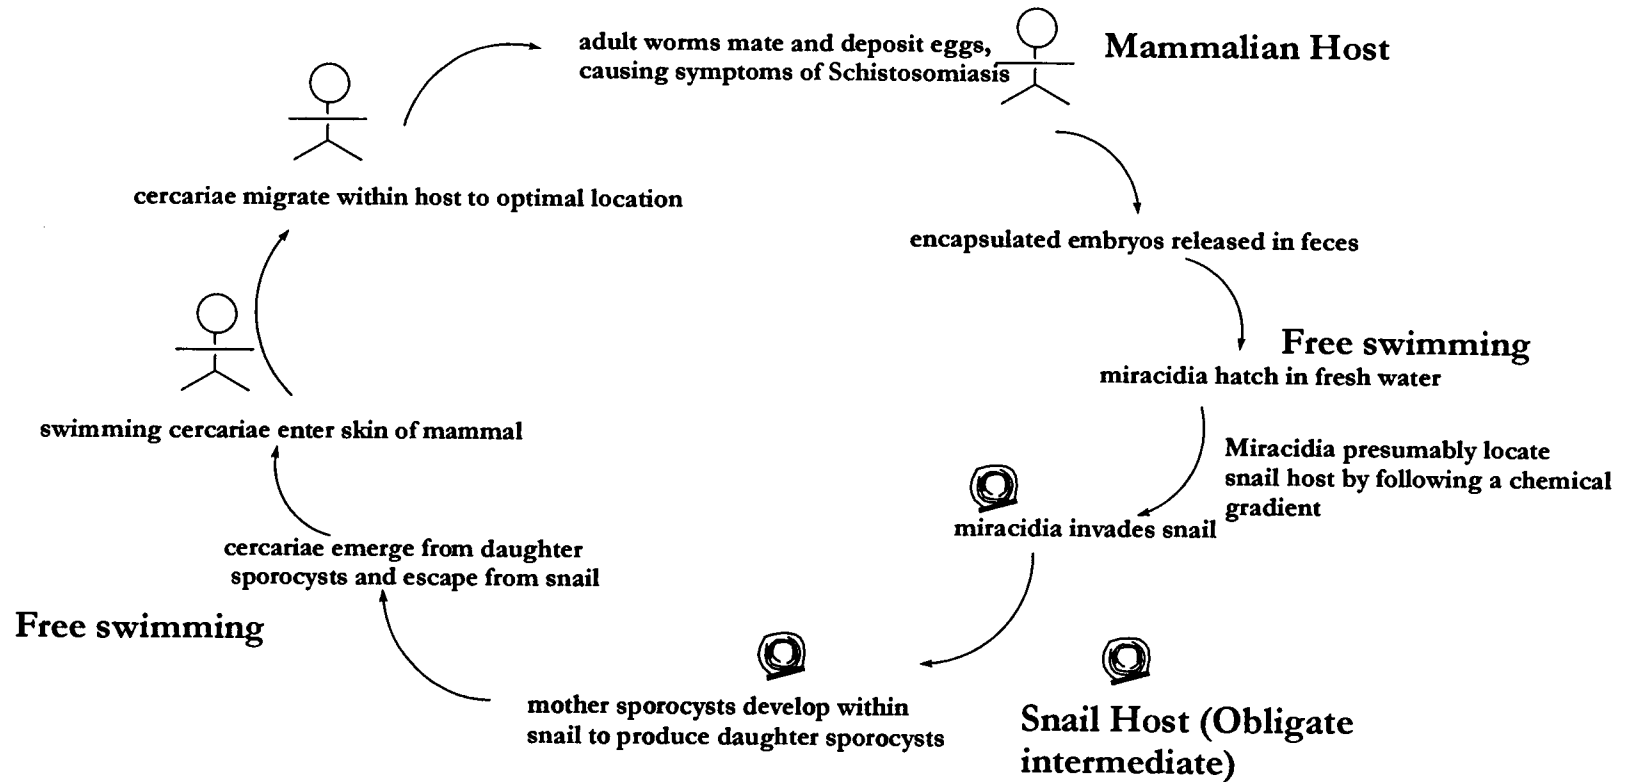 adult worms mate and deposit eggs,
causing symptoms of Schistosomiasis
Mammalian Host
cercariae migrate within host to optimal location
encapsulated embryos released in feces
Free swimming
miracidia hatch in fresh water
Miracidia presumably locate
snail host by following a chemical
gradient
miracidia invades snail
swimming cercariae enter skin of mammal
cercariae emerge from daughter
sporocysts and escape from snail
Free swimming
mother sporocysts develop within
snail to produce daughter sporocysts
Snail Host (Obligate
intermediate)